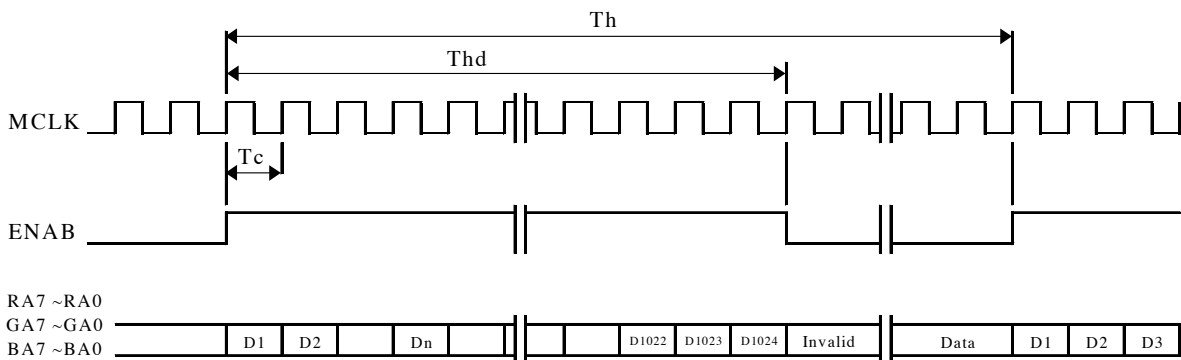 Th
Thd
MCLK
Tc
ENAB
RA7 ~RA0
GA7 ~GA0
BA7 ~BA0
D1 D2 Dn D1022 D1023 D1024 Invalid Data D1 D2 D3